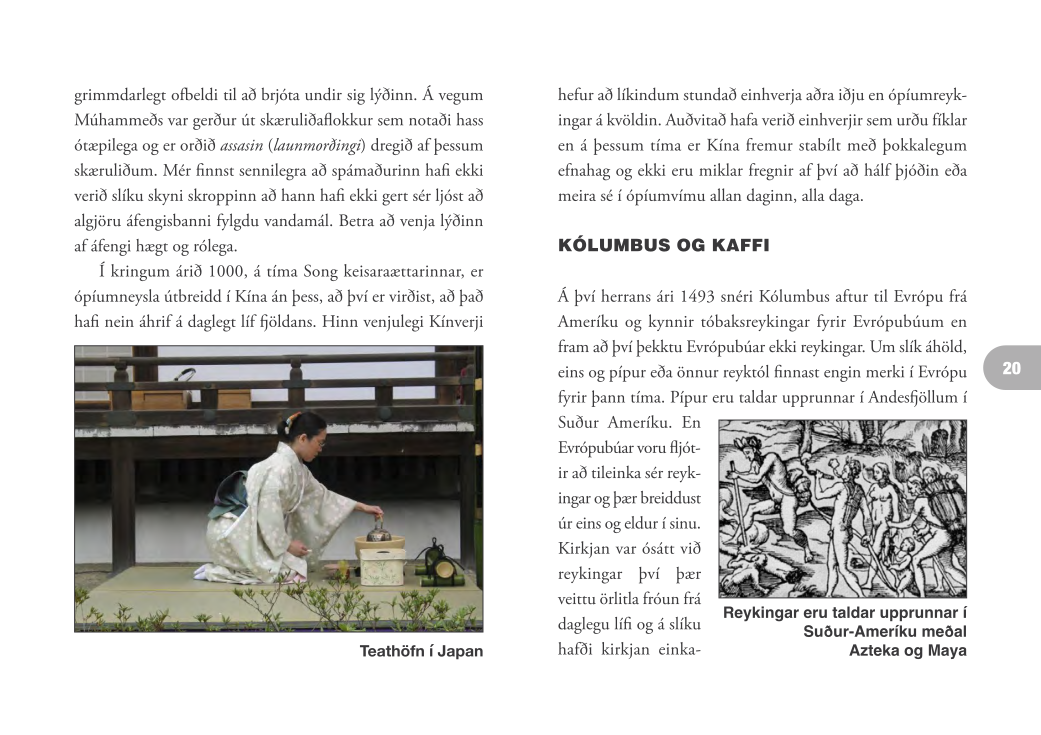 grimmdarlegt ofbeldi til að brjóta undir sig lýðinn. Á vegum
Múhammeðs var gerður út skæruliðaflokkur sem notaði hass
ótæpilega og er orðið assasin (launmorðingi) dregið af þessum
skæruliðum. Mér finnst sennilegra að spámaðurinn hafi ekki
verið slíku skyni skroppinn að hann hafi ekki gert sér ljóst að
algjöru áfengisbanni fylgdu vandamál. Betra að venja lýðinn
af áfengi hægt og rólega.
Í kringum árið 1000, á tíma Song keisaraættarinnar, er
ópíumneysla útbreidd í Kína án þess, að því er virðist, að það
hafi nein áhrif á daglegt líf fjöldans. Hinn venjulegi Kínverji
Teathöfn í Japan
hefur að líkindum stundað einhverja aðra iðju en ópíumreyk-
ingar á kvöldin. Auðvitað hafa verið einhverjir sem urðu fíklar
en á þessum tíma er Kína fremur stabílt með þokkalegum
efnahag og ekki eru miklar fregnir af því að hálf þjóðin eða
meira sé í ópíumvímu allan daginn, alla daga.
KÓLUMBUS OG KAFFI
Á því herrans ári 1493 snéri Kólumbus aftur til Evrópu frá
Ameríku og kynnir tóbaksreykingar fyrir Evrópubúum en
fram að því þekktu Evrópubúar ekki reykingar. Um slík áhöld,
eins og pípur eða önnur reyktól finnast engin merki í Evrópu
fyrir þann tíma. Pípur eru taldar upprunnar í Andesfjöllum í
Suður Ameríku. En
Evrópubúar voru fljót-
ir að tileinka sér reyk-
ingar og þær breiddust
úr eins og eldur í sinu.
Kirkjan var ósátt við
reykingar því þær
veittu örlitla fróun frá
daglegu lífi og á slíku
hafði kirkjan einka-
Reykingar eru taldar upprunnar í
Suður-Ameríku meðal
Azteka og Maya
20